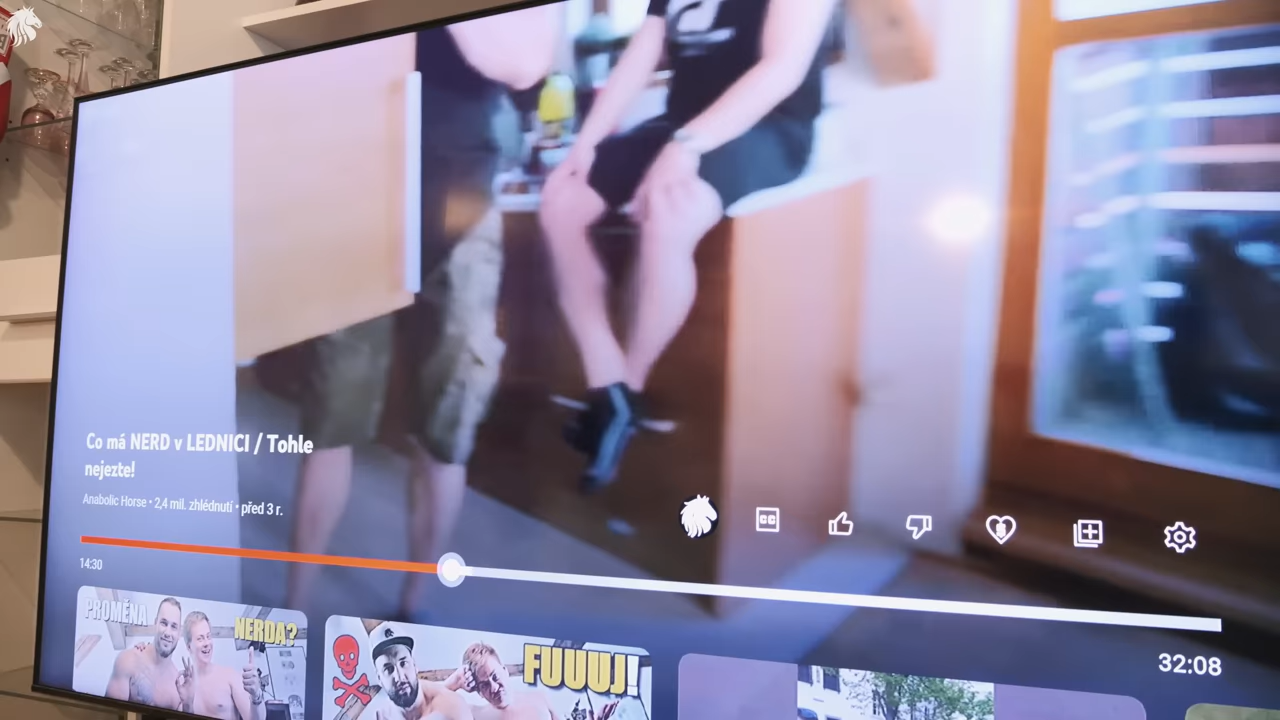 Co má NERD v LEDNICI / Tohle
nejezte!
Anabolic Horse • 2,4 mil. zhlédnutí • před 3 r.
CC
14:30
32:08
PROMĚNA
NERDA?
FUUUJ!